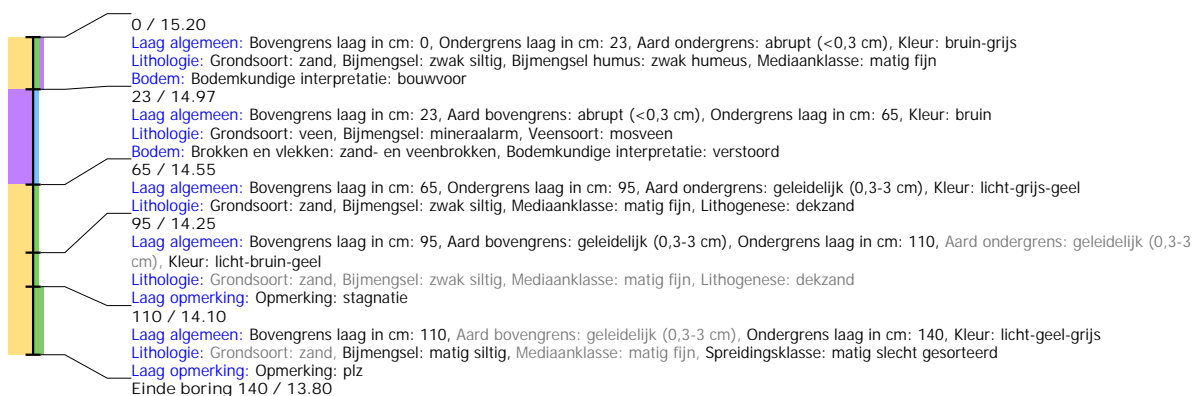 0 / 15.20
Laag algemeen: Bovengrens laag in cm: 0, Ondergrens laag in cm: 23, Aard ondergrens: abrupt (<0,3 cm), Kleur: bruin-grijs
Lithologie: Grondsoort: zand, Bijmengsel: zwak siltig, Bijmengsel humus: zwak humeus, Mediaanklasse: matig fijn
Bodem: Bodemkundige interpretatie: bouwvoor
23 / 14.97
Laag algemeen: Bovengrens laag in cm: 23, Aard bovengrens: abrupt (<0,3 cm), Ondergrens laag in cm: 65, Kleur: bruin
Lithologie: Grondsoort: veen, Bijmengsel: mineraalarm, Veensoort: mosveen
Bodem: Brokken en vlekken: zand- en veenbrokken, Bodemkundige interpretatie: verstoord
65 / 14.55
Laag algemeen: Bovengrens laag in cm: 65, Ondergrens laag in cm: 95, Aard ondergrens: geleidelijk (0,3-3 cm), Kleur: licht-grijs-geel
Lithologie: Grondsoort: zand, Bijmengsel: zwak siltig, Mediaanklasse: matig fijn, Lithogenese: dekzand
95 / 14.25
Laag algemeen: Bovengrens laag in cm: 95, Aard bovengrens: geleidelijk (0,3-3 cm), Ondergrens laag in cm: 110, Aard ondergrens: geleidelijk (0,3-3
cm), Kleur: licht-bruin-geel
Lithologie: Grondsoort: zand, Bijmengsel: zwak siltig, Mediaanklasse: matig fijn, Lithogenese: dekzand
Laag opmerking: Opmerking: stagnatie
110 / 14.10
Laag algemeen: Bovengrens laag in cm: 110, Aard bovengrens: geleidelijk (0,3-3 cm), Ondergrens laag in cm: 140, Kleur: licht-geel-grijs
Lithologie: Grondsoort: zand, Bijmengsel: matig siltig, Mediaanklasse: matig fijn, Spreidingsklasse: matig slecht gesorteerd
Laag opmerking: Opmerking: plz
Einde boring 140 / 13.80